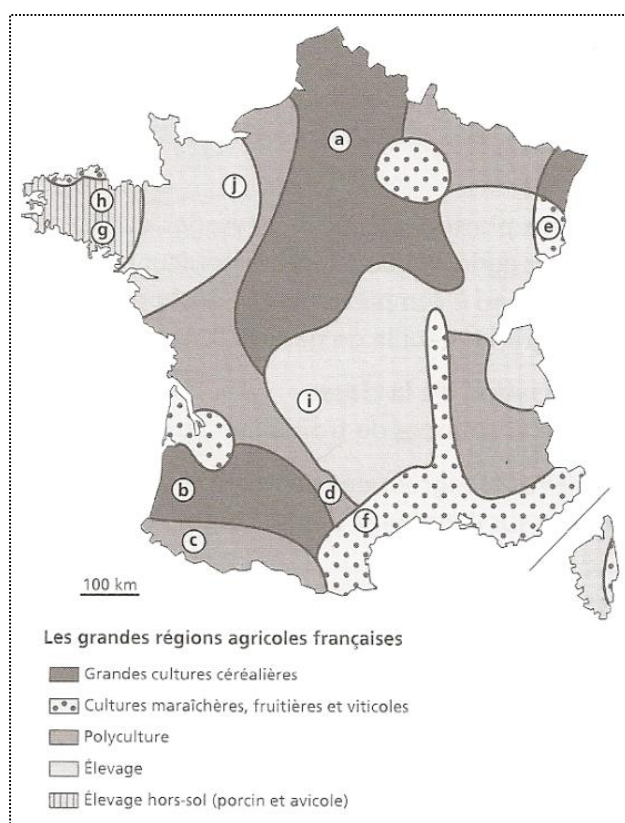 a
j
h
g
e
i
b
d
f
c
100 km
Les grandes régions agricoles françaises
Grandes cultures céréalières
Cultures maraîchères, fruitières et viticoles
Polyculture
Élevage
Élevage hors-sol (porcin et avicole)